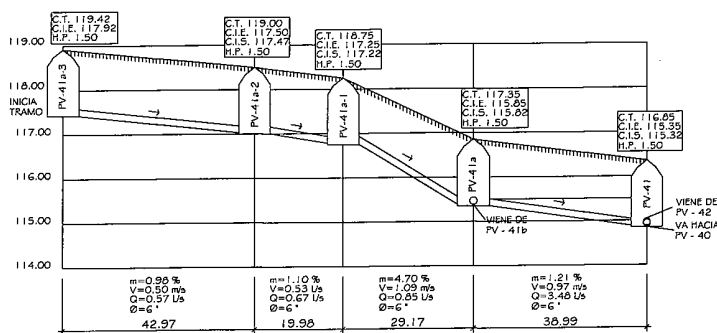 C.T. 119.42
C.I.E. 117.92
H.P. 1.50
C.T. 119.00
C.I.E. 117.50
C.I.S. 117.47
H.P. 1.50
C.T. 118.75
C.I.E. 117.25
C.I.S. 117.22
H.P. 1.50
C.T. 117.35
C.I.E. 115.85
C.I.S. 115.82
H.P. 1.50
C.T. 116.85
C.I.E. 115.35
C.I.S. 115.32
H.P. 1.50
119.00
118.00
117.00
116.00
115.00
114.00
INICIA
TRAMO
PV-41a-3
PV-41a-2
PV-41a-1
PV-41a
PV-41
VIENE DE
PV - 41b
VIENE DE
PV - 42
VA HACIA
PV - 40
m=0.98 %
V=0.50 m/s
Q=0.57 l/s
Ø=6 "
42.97
m=1.10 %
V=0.53 l/s
Q=0.67 l/s
Ø=6 "
19.98
m=4.70 %
V=1.09 m/s
Q=0.85 l/s
Ø=6 "
29.17
m=1.21 %
V=0.97 m/s
Q=3.48 l/s
Ø=6 "
38.99